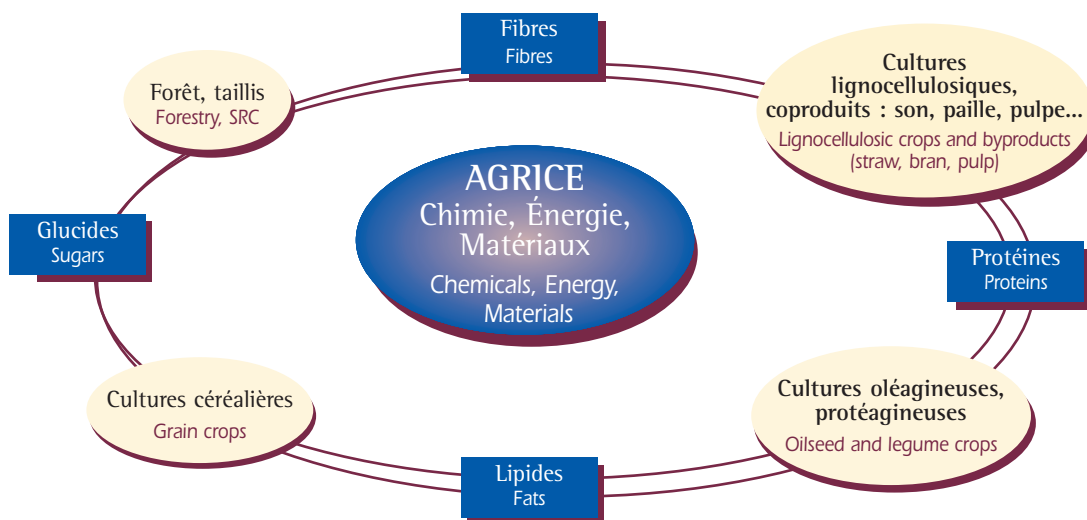 Fibres
Fibres
Forêt, taillis
Forestry, SRC
Cultures
lignocellulosiques,
coproduits : son, paille, pulpe...
Lignocellulosic crops and byproducts
(straw, bran, pulp)
AGRICE
Chimie, Énergie,
Matériaux
Chemicals, Energy,
Materials
Glucides
Sugars
Protéines
Proteins
Cultures céréalières
Grain crops
Cultures oléagineuses,
protéagineuses
Oilseed and legume crops
Lipides
Fats